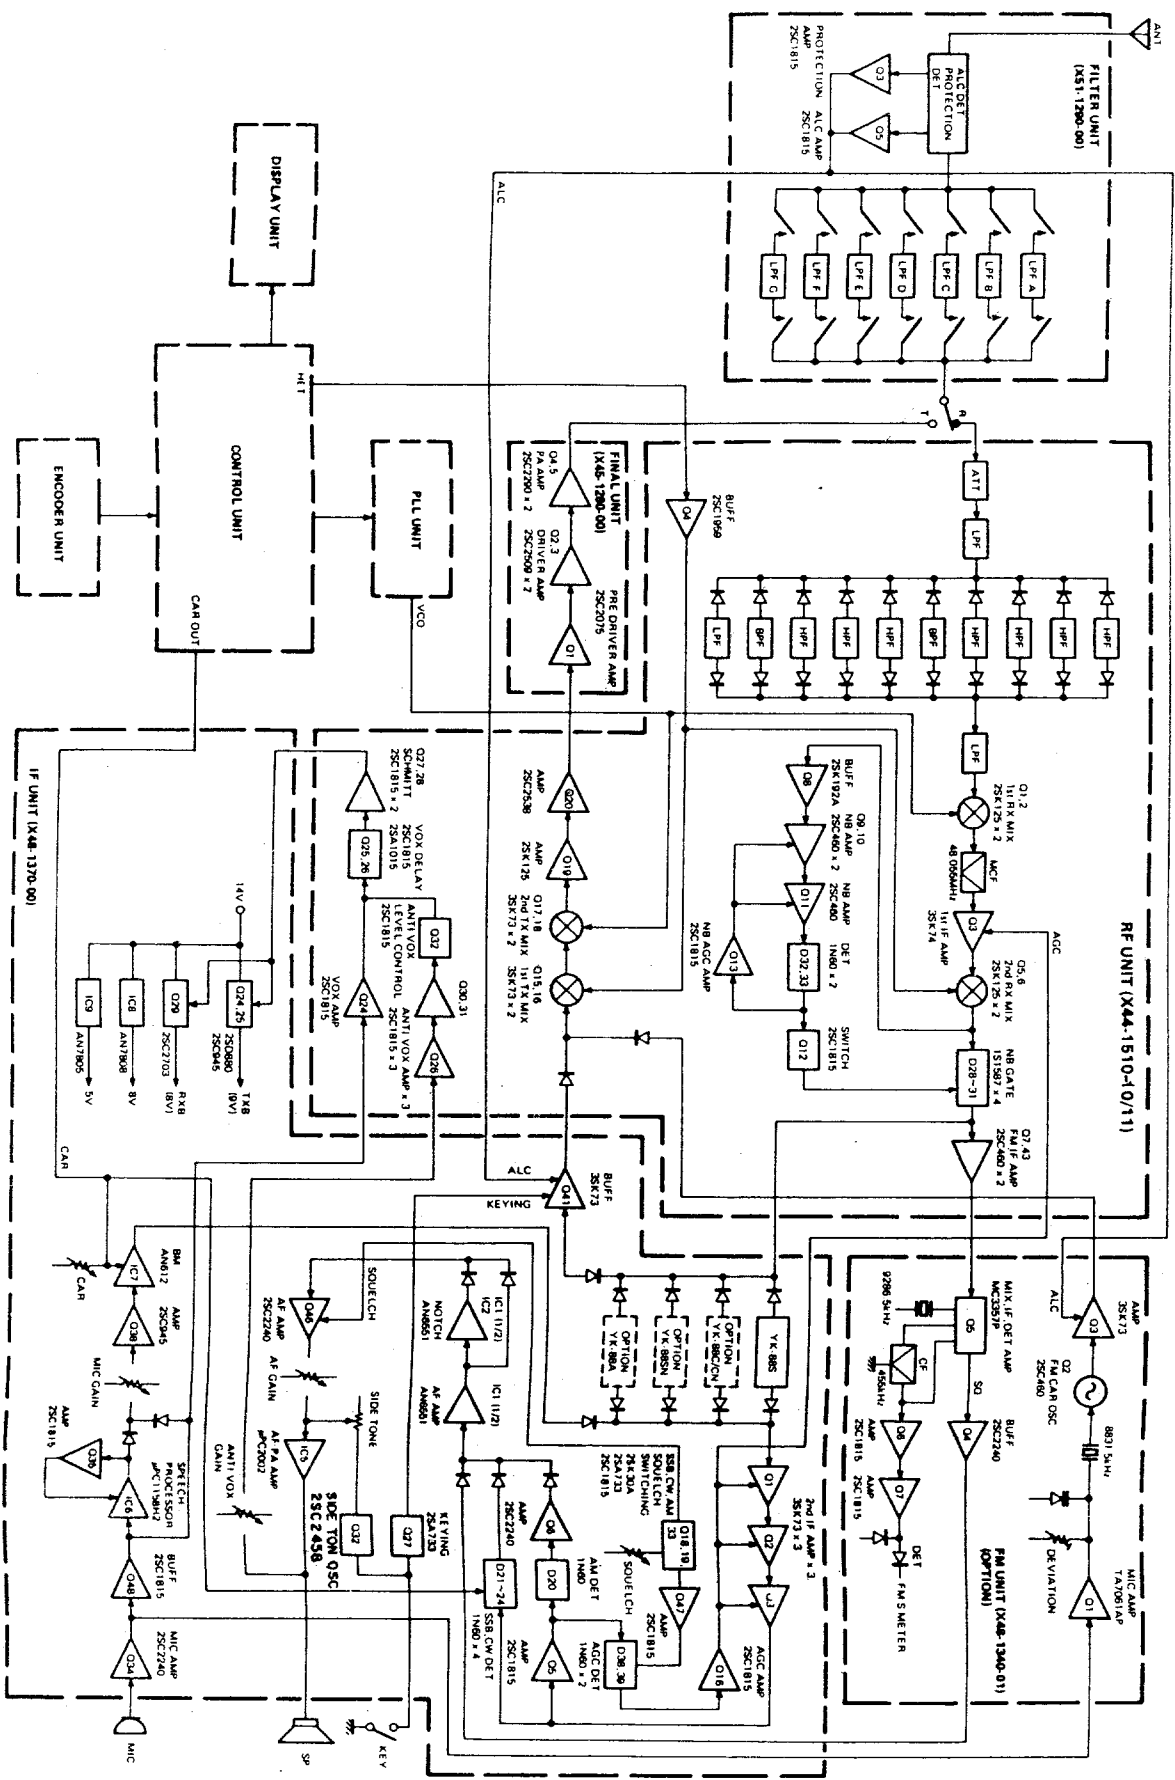 ANT
FILTER UNIT
(X51-1290-00)
ALC DET
PROTECTION
DET
Q3
Q5
PROTECTION
AMP
2SC1815
ALC AMP
2SC1815
ALC
LPF A
LPF B
LPF C
LPF D
LPF E
LPF F
LPF G
R
T
RF UNIT (X44-1510-10/11)
ATT
LPF
HPF
HPF
HPF
HPF
BPF
HPF
HPF
BPF
LPF
LPF
Q1,2
1st RX MIX
2SK125 × 2
MCF
48.055MHz
Q3
1st IF AMP
3SK74
AGC
Q5,6
2nd RX MIX
2SK125 × 2
NB GATE
1S1587 × 4
D28~31
Q7,43
FM IF AMP
2SC460 × 2
BUFF
2SK192A
Q8
Q9,10
NB AMP
2SC460 × 2
NB AMP
2SC460
Q11
DET
1N60 × 2
D32,33
SWITCH
2SC1815
Q12
Q13
NB AGC AMP
2SC1815
BUFF
2SC1959
Q4
FINAL UNIT
(X45-1280-00)
Q4,5
PA AMP
2SC2290 × 2
Q2,3
DRIVER AMP
2SC2509 × 2
PRE DRIVER AMP
2SC2075
Q1
AMP
2SC2538
Q20
AMP
2SK125
Q19
Q17,18
2nd TX MIX
3SK73 × 2
Q15,16
1st TX MIX
3SK73 × 2
DISPLAY UNIT
CONTROL UNIT
HET
CAR OUT
ENCODER UNIT
PLL UNIT
VCO
Q27,28
SCHMITT
2SC1815 × 2
VOX DELAY
2SC1815
2SA1015
Q25,26
ANTI VOX
LEVEL CONTROL
2SC1815
Q32
Q30,31
ANTI VOX AMP × 3
2SC1815 × 3
Q26
VOX AMP
2SC1815
Q24
IF UNIT (X48-1370-00)
14V
Q24,25
2SD880
2SC945
TXB
(9V)
Q29
2SC2703
RXB
(8V)
IC8
AN7808
8V
IC9
AN7805
5V
CAR
BUFF
3SK73
Q41
ALC
KEYING
YK-88S
OPTION
YK-88C/CN
OPTION
YK-88SN
OPTION
YK-88A
IC1 (1/2)
IC2
NOTCH
AN6551
IC1 (1/2)
AF AMP
AN6551
SQUELCH
Q46
AF AMP
2SC2240
AF GAIN
AF PA AMP
µPC2002
IC5
SIDE TONE
SIDE TON OSC
2SC2458
Q32
KEYING
2SA733
Q27
Q1
2nd IF AMP
3SK73 × 3
Q2
Q3
SSB.CW.AM
SQUELCH
SWITCHING
2SK30A
2SA733
2SC1815
Q18,19,
33
SQUELCH
Q47
AMP
2SC1815
AGC DET
1N60 × 2
D38,39
Q16
AGC AMP
2SC1815
AM DET
1N60
D20
AMP
2SC2240
Q6
AMP
2SC1815
Q5
D21~24
SSB.CW DET
1N60 × 4
BM
AN612
IC7
CAR
AMP
2SC945
Q38
MIC GAIN
AMP
2SC1815
Q36
SPEECH
PROCESSOR
µPC1158H2
IC6
ANTI VOX
GAIN
BUFF
2SC1815
Q48
MIC AMP
2SC2240
Q34
MIC
SP
KEY
FM UNIT (X48-1340-01)
(OPTION)
MIX.IF.DET AMP
MC3357P
Q5
9286.5kHz
CF
455kHz
SQ
BUFF
2SC2240
Q4
AMP
2SC1815
Q6
AMP
2SC1815
Q7
DET
FM S METER
AMP
3SK73
Q3
ALC
Q2
FM CAR OSC
2SC460
8831.5kHz
DEVIATION
MIC AMP
TA7061AP
Q1